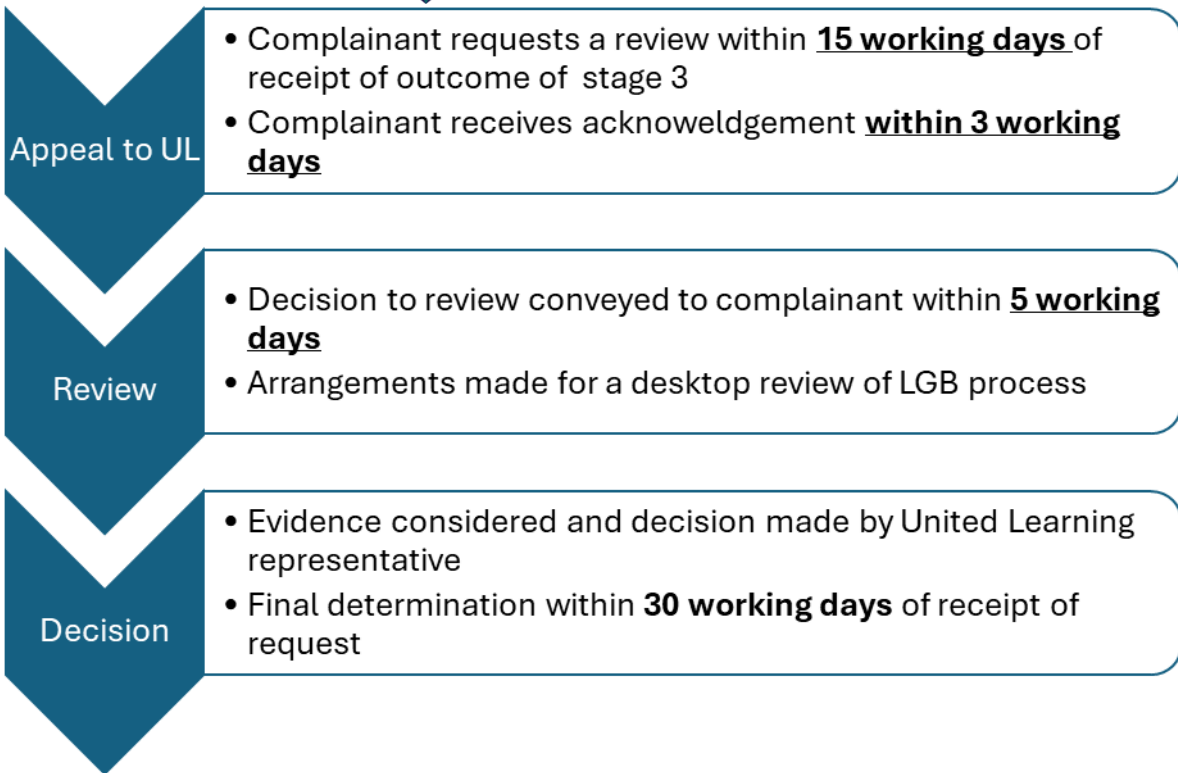 Appeal to UL
• Complainant requests a review within 15 working days of
receipt of outcome of stage 3
• Complainant receives acknoweldgement within 3 working
days
Review
• Decision to review conveyed to complainant within 5 working
days
• Arrangements made for a desktop review of LGB process
Decision
• Evidence considered and decision made by United Learning
representative
• Final determination within 30 working days of receipt of
request